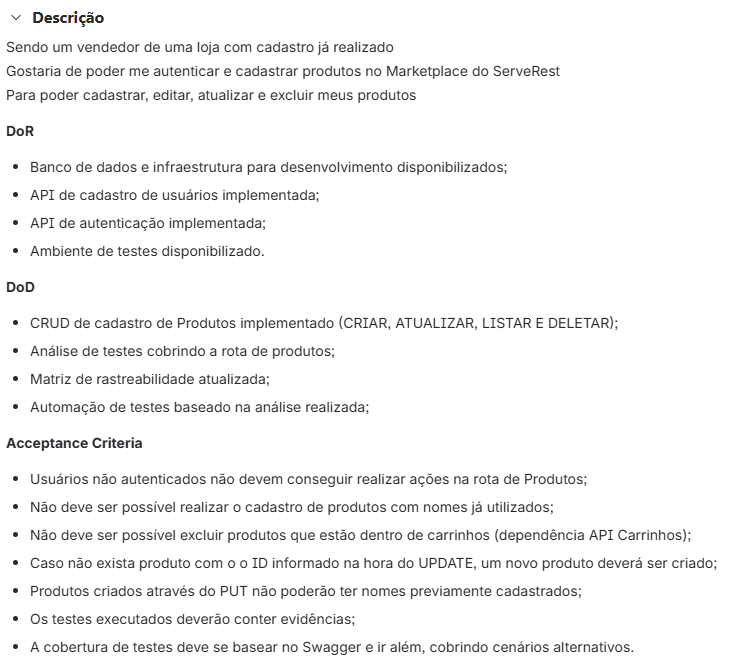 Descrição
Sendo um vendedor de uma loja com cadastro já realizado
Gostaria de poder me autenticar e cadastrar produtos no Marketplace do ServeRest
Para poder cadastrar, editar, atualizar e excluir meus produtos
DoR
• Banco de dados e infraestrutura para desenvolvimento disponibilizados;
• API de cadastro de usuários implementada;
• API de autenticação implementada;
• Ambiente de testes disponibilizado.
DoD
• CRUD de cadastro de Produtos implementado (CRIAR, ATUALIZAR, LISTAR E DELETAR);
• Análise de testes cobrindo a rota de produtos;
• Matriz de rastreabilidade atualizada;
• Automação de testes baseado na análise realizada;
Acceptance Criteria
• Usuários não autenticados não devem conseguir realizar ações na rota de Produtos;
• Não deve ser possível realizar o cadastro de produtos com nomes já utilizados;
• Não deve ser possível excluir produtos que estão dentro de carrinhos (dependência API Carrinhos);
• Caso não exista produto com o o ID informado na hora do UPDATE, um novo produto deverá ser criado;
• Produtos criados através do PUT não poderão ter nomes previamente cadastrados;
• Os testes executados deverão conter evidências;
• A cobertura de testes deve se basear no Swagger e ir além, cobrindo cenários alternativos.